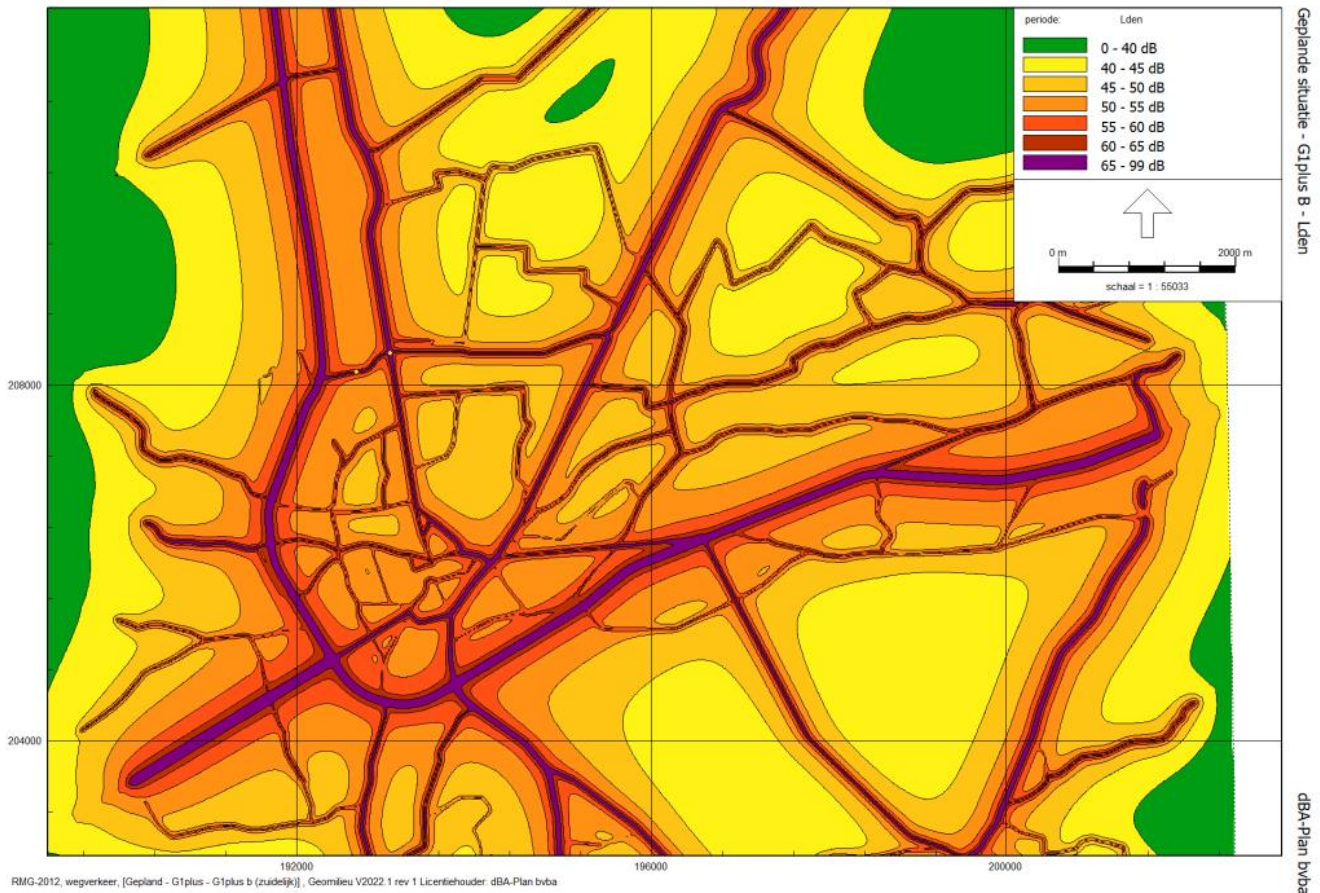 periode: Lden
0 - 40 dB
40 - 45 dB
45 - 50 dB
50 - 55 dB
55 - 60 dB
60 - 65 dB
65 - 99 dB
0 m 2000 m
schaal = 1 : 55033
Geplande situatie - G1plus B - Lden
208000
204000
192000 196000 200000
RMG-2012, wegverkeer, [Gepland - G1plus - G1plus b (zuidelijk)] , Geomilieu V2022.1 rev 1 Licentiehouder: dBA-Plan bvba
dBA-Plan bvba